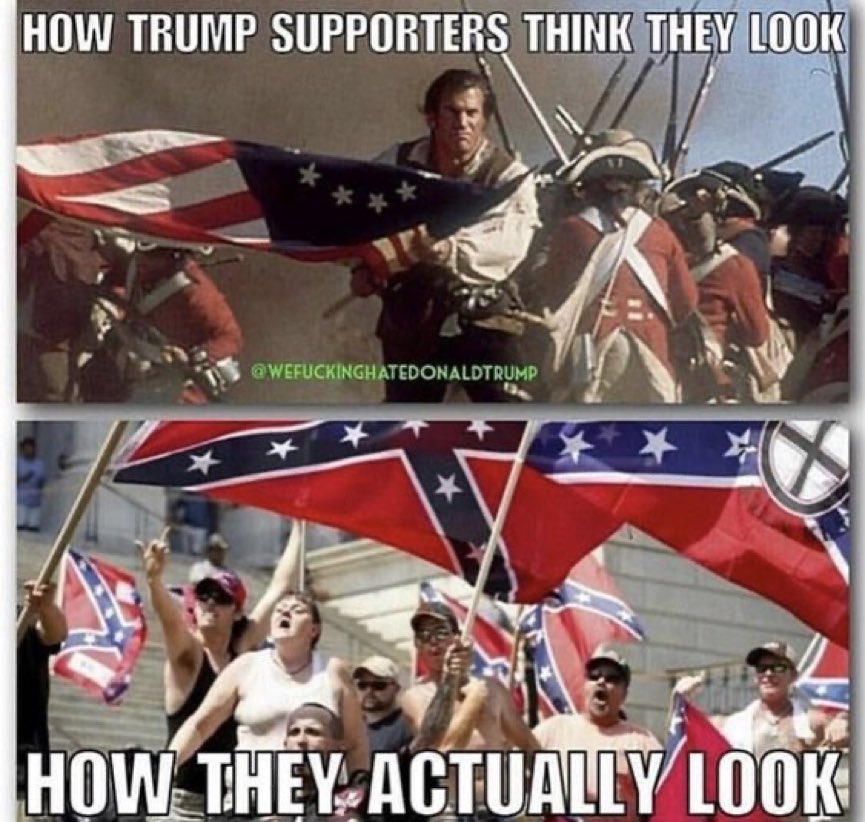 HOW TRUMP SUPPORTERS THINK THEY LOOK
@WEFUCKINGHATEDONALDTRUMP
HOW THEY ACTUALLY LOOK